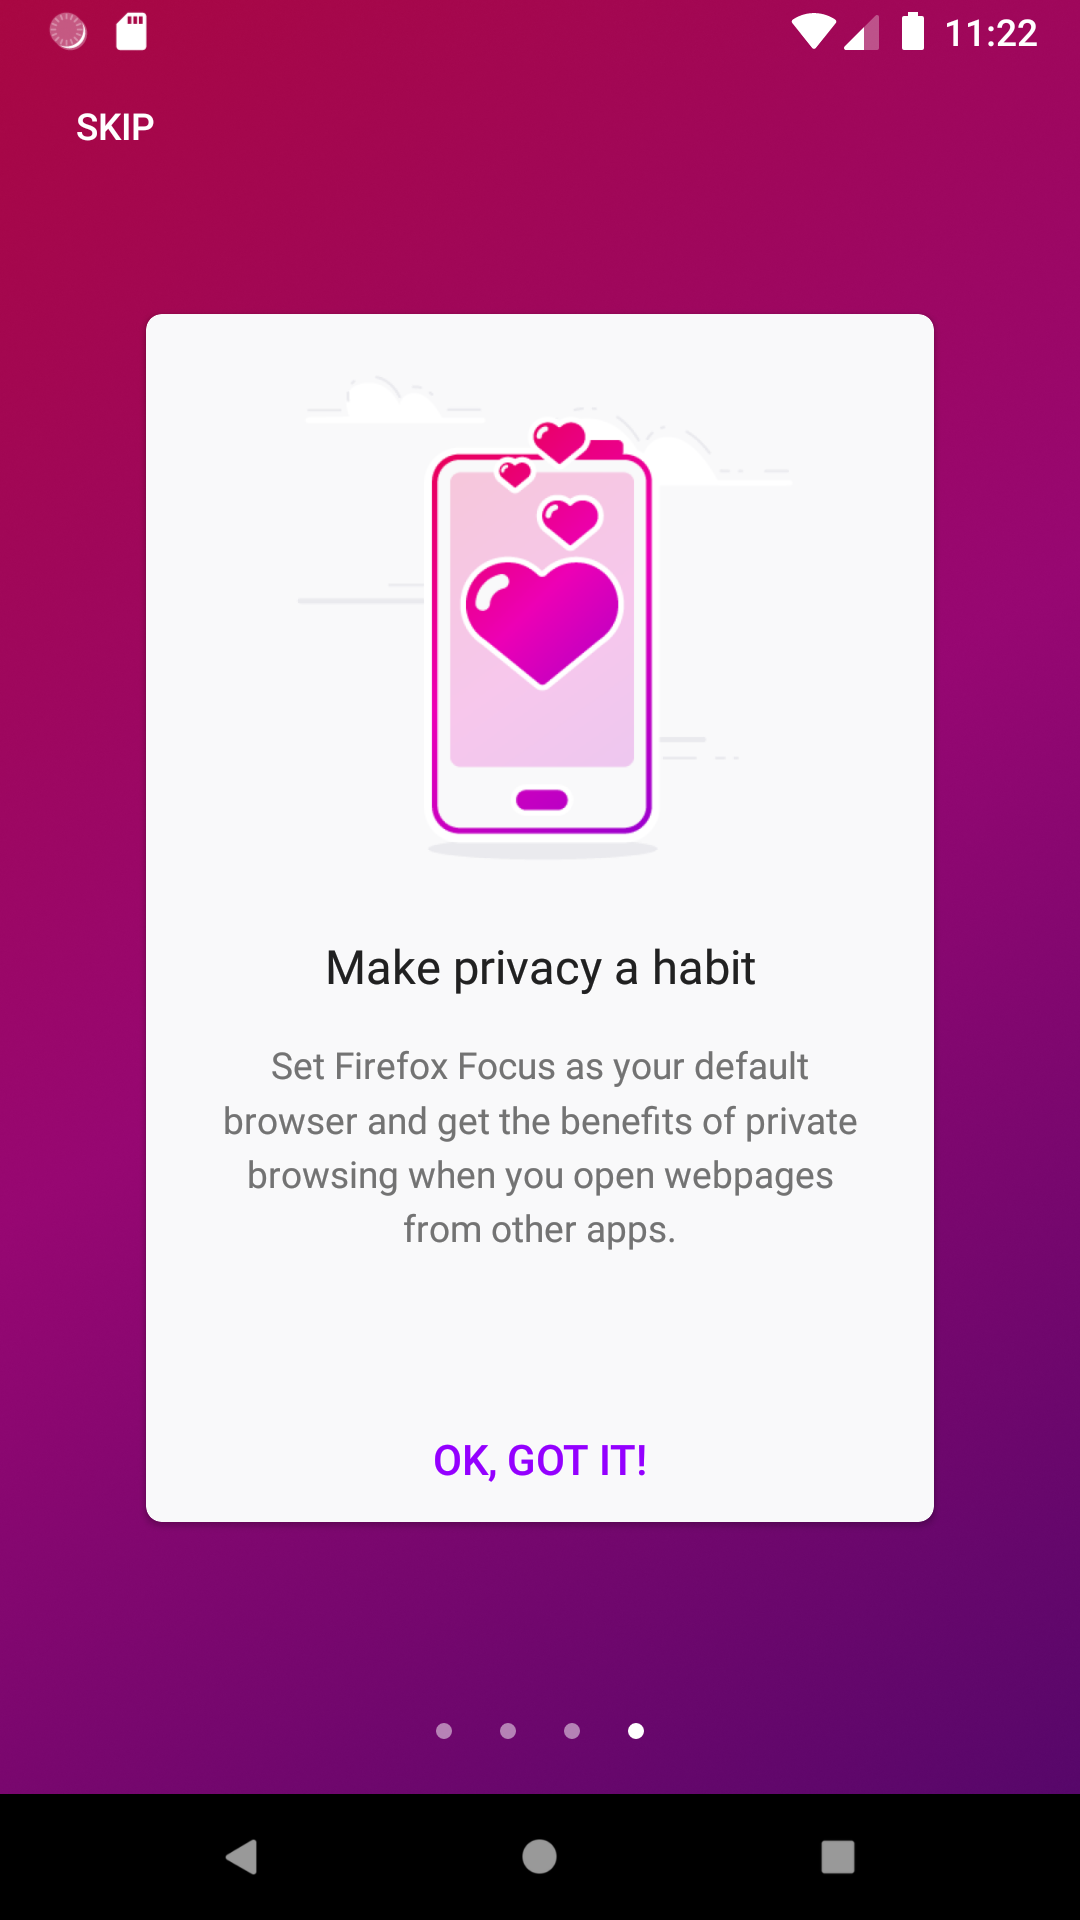 11:22
SKIP
Make privacy a habit
Set Firefox Focus as your default
browser and get the benefits of private
browsing when you open webpages
from other apps.
OK, GOT IT!